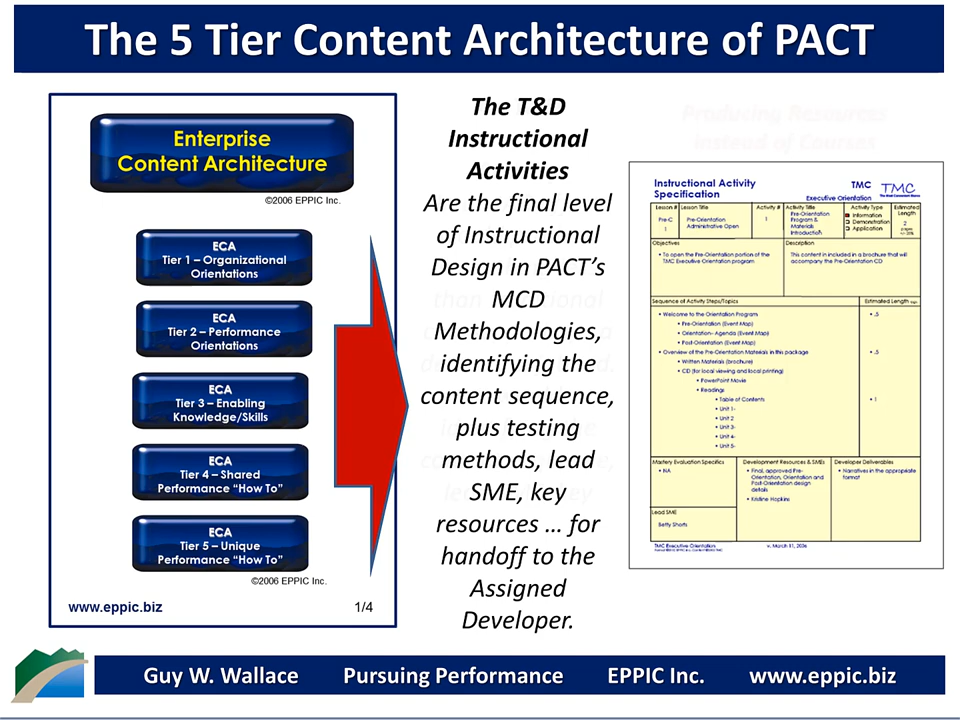 The 5 Tier Content Architecture of PACT
Enterprise
Content Architecture
©2006 EPPIC Inc.
ECA
Tier 1 – Organizational
Orientations
ECA
Tier 2 – Performance
Orientations
ECA
Tier 3 – Enabling
Knowledge/Skills
ECA
Tier 4 – Shared
Performance “How To”
ECA
Tier 5 – Unique
Performance “How To”
©2006 EPPIC Inc.
www.eppic.biz 1/4
The T&D
Instructional
Activities
Are the final level
of Instructional
Design in PACT’s
MCD
Methodologies,
identifying the
content sequence,
plus testing
methods, lead
SME, key
resources … for
handoff to the
Assigned
Developer.
Producing Resources
Instead of Courses
Instructional Activity
Specification
TMC
Executive Orientation
TMC
Lesson # Lesson Title Activity # Activity Title Activity Type Estimated
Length
Pre-C
1
Pre-Orientation
Administrative Open
1
Pre-Orientation
Program &
Materials
Introduction
Information
Demonstration
Application
2
Objectives
• To open the Pre-Orientation portion of the
TMC Executive Orientation program
Description
This content in included in a brochure that will
accompany the Pre-Orientation CD
Sequence of Activity Steps/Topics Estimated Length
• Welcome to the Orientation Program • .5
• Pre-Orientation (Event Map)
• Orientation- Agenda (Event Map)
• Post-Orientation (Event Map)
• Overview of the Pre-Orientation Materials in this package • .5
• Written Materials (brochure)
• CD (for local viewing and local printing)
• PowerPoint Movie
• Readings
• Table of Contents • 1
• Unit 1-
• Unit 2
• Unit 3-
• Unit 4-
• Unit 5-
Mastery Evaluation Specifics
• NA
Development Resources & SMEs
• Final, approved Pre-
Orientation, Orientation and
Post-Orientation design
details
• Kristine Hopkins
Developer Deliverables
• Narratives in the appropriate
format
Lead SME
Betty Shorts
TMC Executive Orientation v. March 11, 2006
Guy W. Wallace Pursuing Performance EPPIC Inc. www.eppic.biz